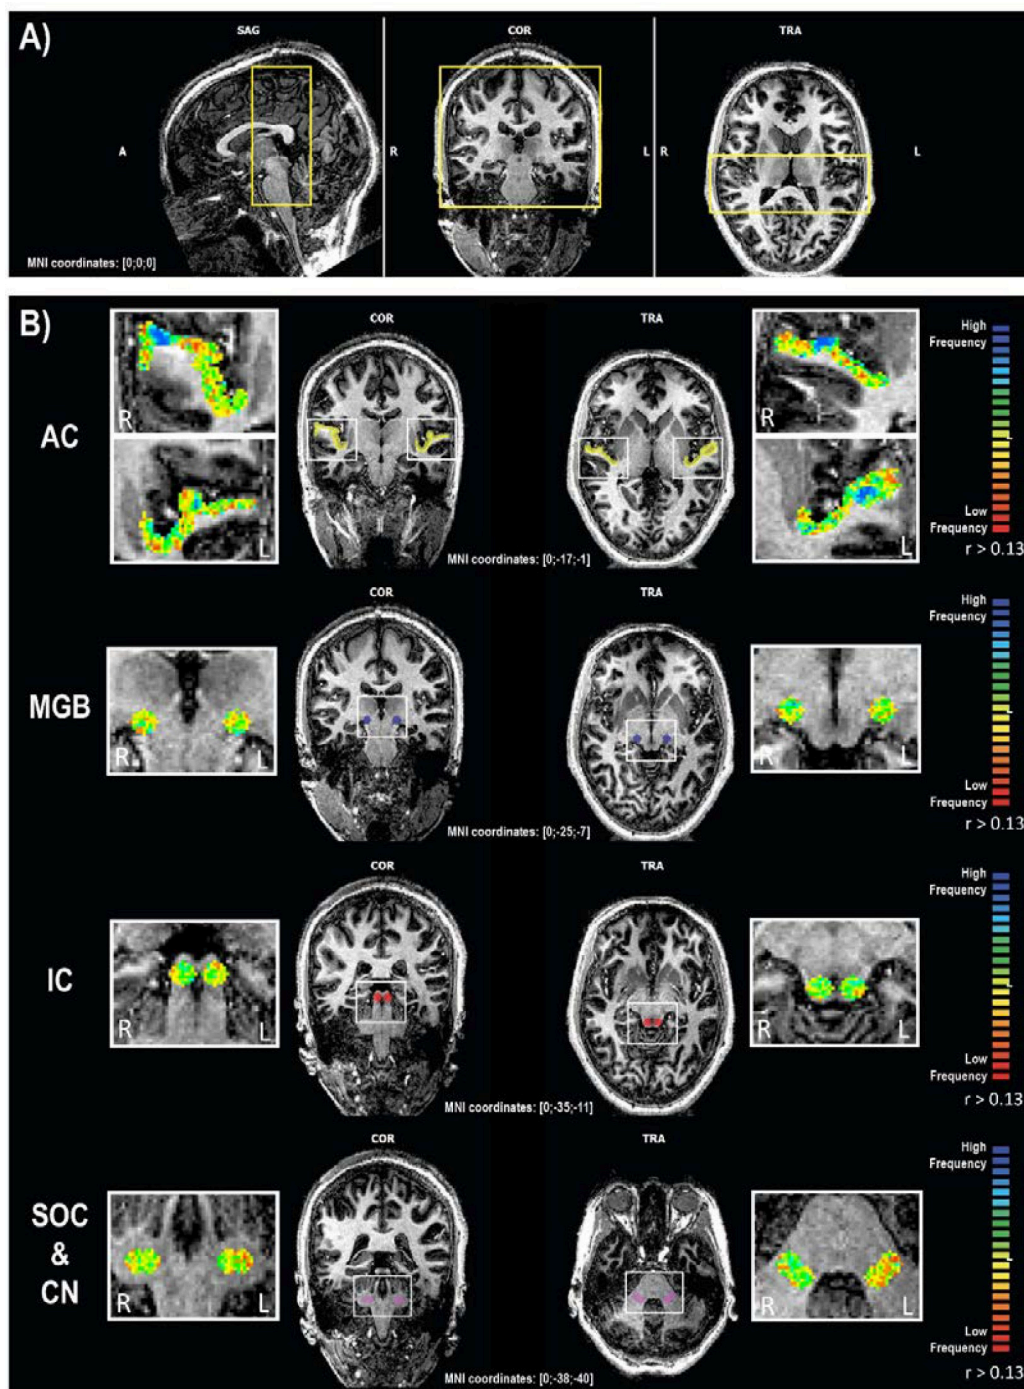 A)
SAG
COR
TRA
A
R
L
R
L
MNI coordinates: [0;0;0]
B)
COR
TRA
High
Frequency
R
R
AC
L
L
Low
Frequency
r > 0.13
MNI coordinates: [0;-17;-1]
COR
TRA
High
Frequency
MGB
R
L
R
L
Low
Frequency
r > 0.13
MNI coordinates: [0;-25;-7]
COR
TRA
High
Frequency
IC
R
L
R
L
Low
Frequency
r > 0.13
MNI coordinates: [0;-35;-11]
COR
TRA
High
Frequency
SOC
&
CN
R
L
R
L
Low
Frequency
r > 0.13
MNI coordinates: [0;-38;-40]